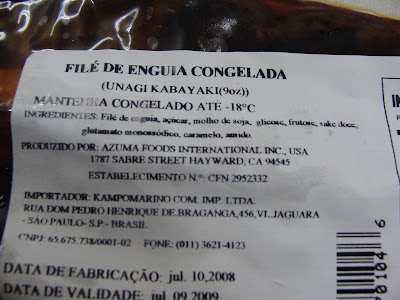 FILÉ DE ENGUIA CONGELADA
(UNAGI KABAYAKI(9oz))
MANTENHA CONGELADO ATÉ -18°C
INGREDIENTES: Filé de enguia, açúcar, molho de soja, glicose, frutose, sake doce,
glutamato monossódico, caramelo, amido.
PRODUZIDO POR: AZUMA FOODS INTERNATIONAL INC., USA
1787 SABRE STREET HAYWARD, CA 94545
ESTABELECIMENTO N.º: CFN 2952332
IMPORTADOR: KAMPOMARINO COM. IMP. LTDA.
RUA DOM PEDRO HENRIQUE DE BRAGANGA,456,VL.JAGUARA
- SÃO PAULO- S.P.- BRASIL
CNPJ: 65.675.738/0001-02 FONE: (011) 3621-4123
DATA DE FABRICAÇÃO: jul. 10,2008
DATA DE VALIDADE: jul. 09,2009